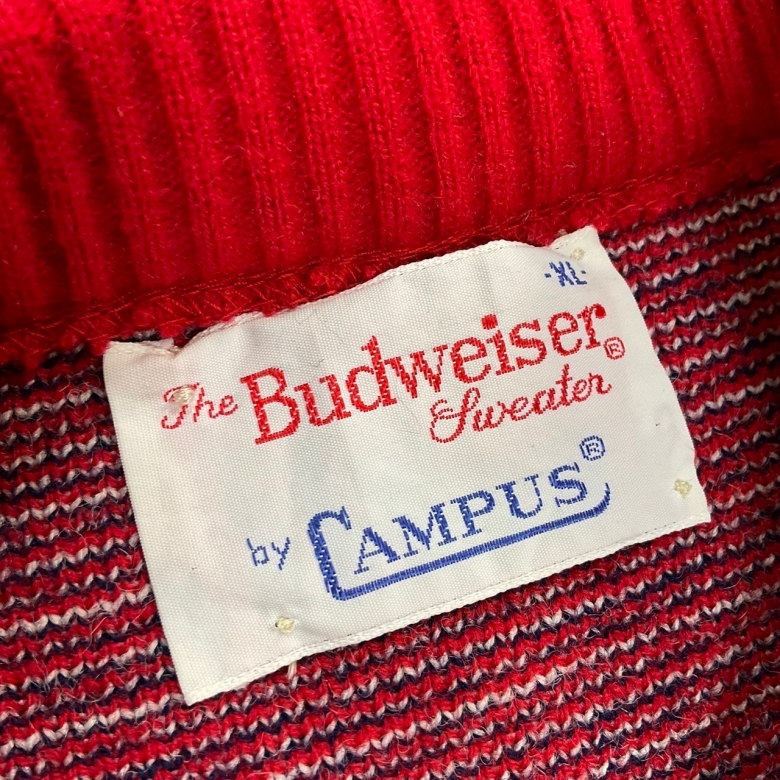 -XL-
The Budweiser®
Sweater
by CAMPUS®